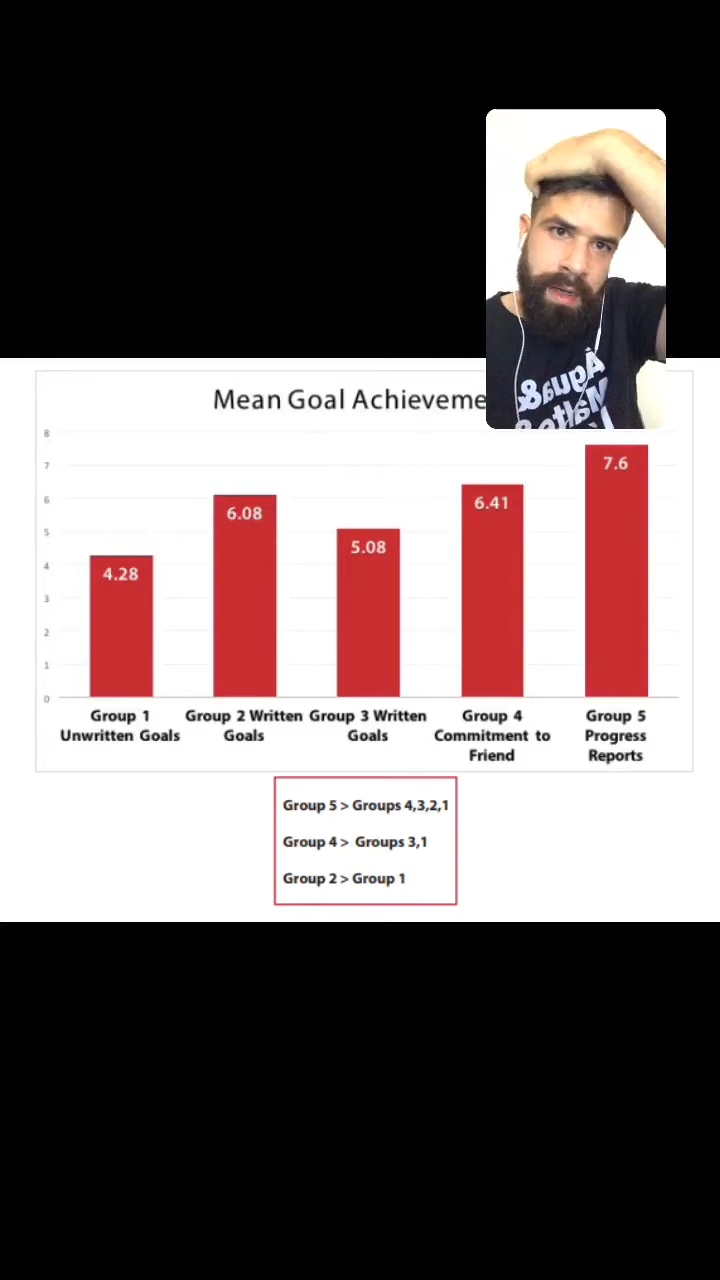 Água&
Mean Goal Achieveme
8
7
6
5
4
3
2
1
0
4.28
6.08
5.08
6.41
7.6
Group 1
Unwritten Goals
Group 2 Written
Goals
Group 3 Written
Goals
Group 4
Commitment to
Friend
Group 5
Progress
Reports
Group 5 > Groups 4,3,2,1
Group 4 > Groups 3,1
Group 2 > Group 1